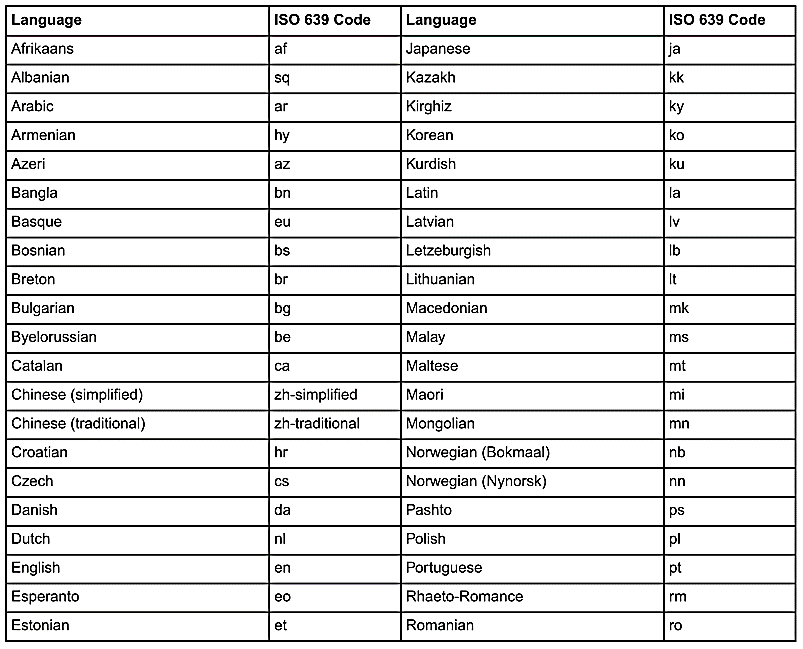 Language ISO 639 Code Language ISO 639 Code
Afrikaans af Japanese ja
Albanian sq Kazakh kk
Arabic ar Kirghiz ky
Armenian hy Korean ko
Azeri az Kurdish ku
Bangla bn Latin la
Basque eu Latvian lv
Bosnian bs Letzeburgish lb
Breton br Lithuanian lt
Bulgarian bg Macedonian mk
Byelorussian be Malay ms
Catalan ca Maltese mt
Chinese (simplified) zh-simplified Maori mi
Chinese (traditional) zh-traditional Mongolian mn
Croatian hr Norwegian (Bokmaal) nb
Czech cs Norwegian (Nynorsk) nn
Danish da Pashto ps
Dutch nl Polish pl
English en Portuguese pt
Esperanto eo Rhaeto-Romance rm
Estonian et Romanian ro